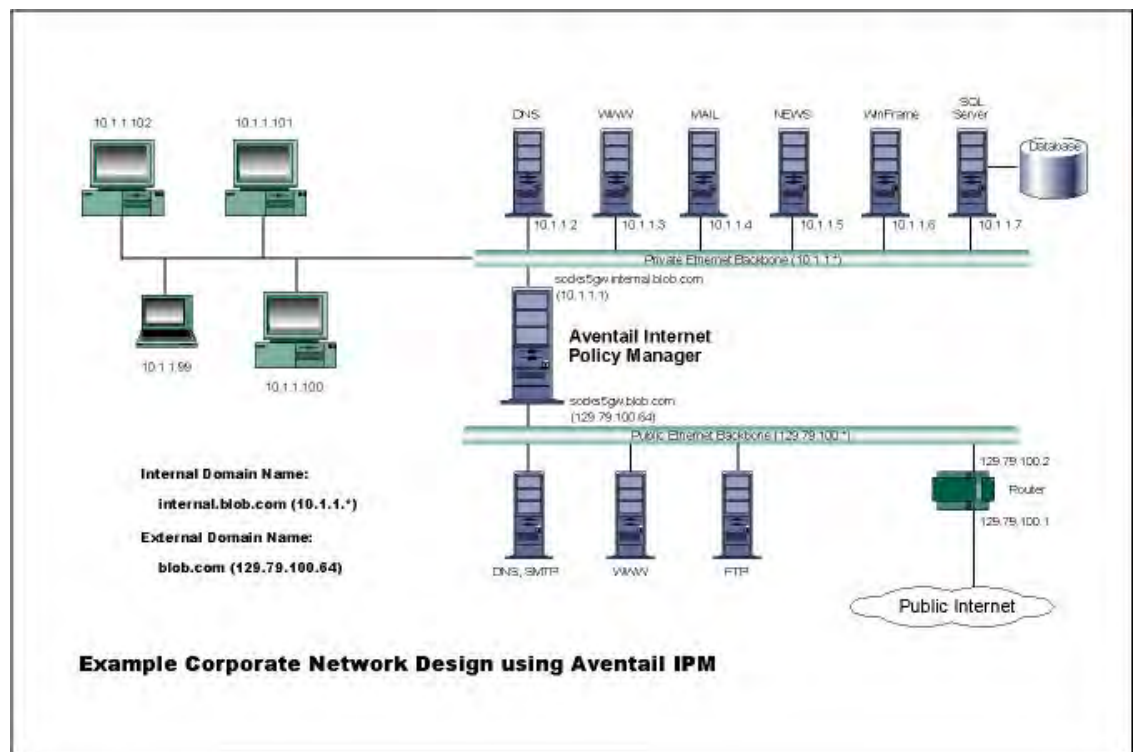 10.1.1.102
10.1.1.101
DNS
WWW
MAIL
NEWS
WinFrame
SQL
Server
Database
10.1.1.2
10.1.1.3
10.1.1.4
10.1.1.5
10.1.1.6
10.1.1.7
Private Ethernet Backbone (10.1.1.*)
socks5gw.internal.blob.com
(10.1.1.1)
Aventail Internet
Policy Manager
10.1.1.99
10.1.1.100
socks5gw.blob.com
(129.79.100.64)
Public Ethernet Backbone (129.79.100.*)
Internal Domain Name:
internal.blob.com (10.1.1.*)
External Domain Name:
blob.com (129.79.100.64)
129.79.100.2
Router
129.79.100.1
DNS, SMTP
WWW
FTP
Public Internet
Example Corporate Network Design using Aventail IPM